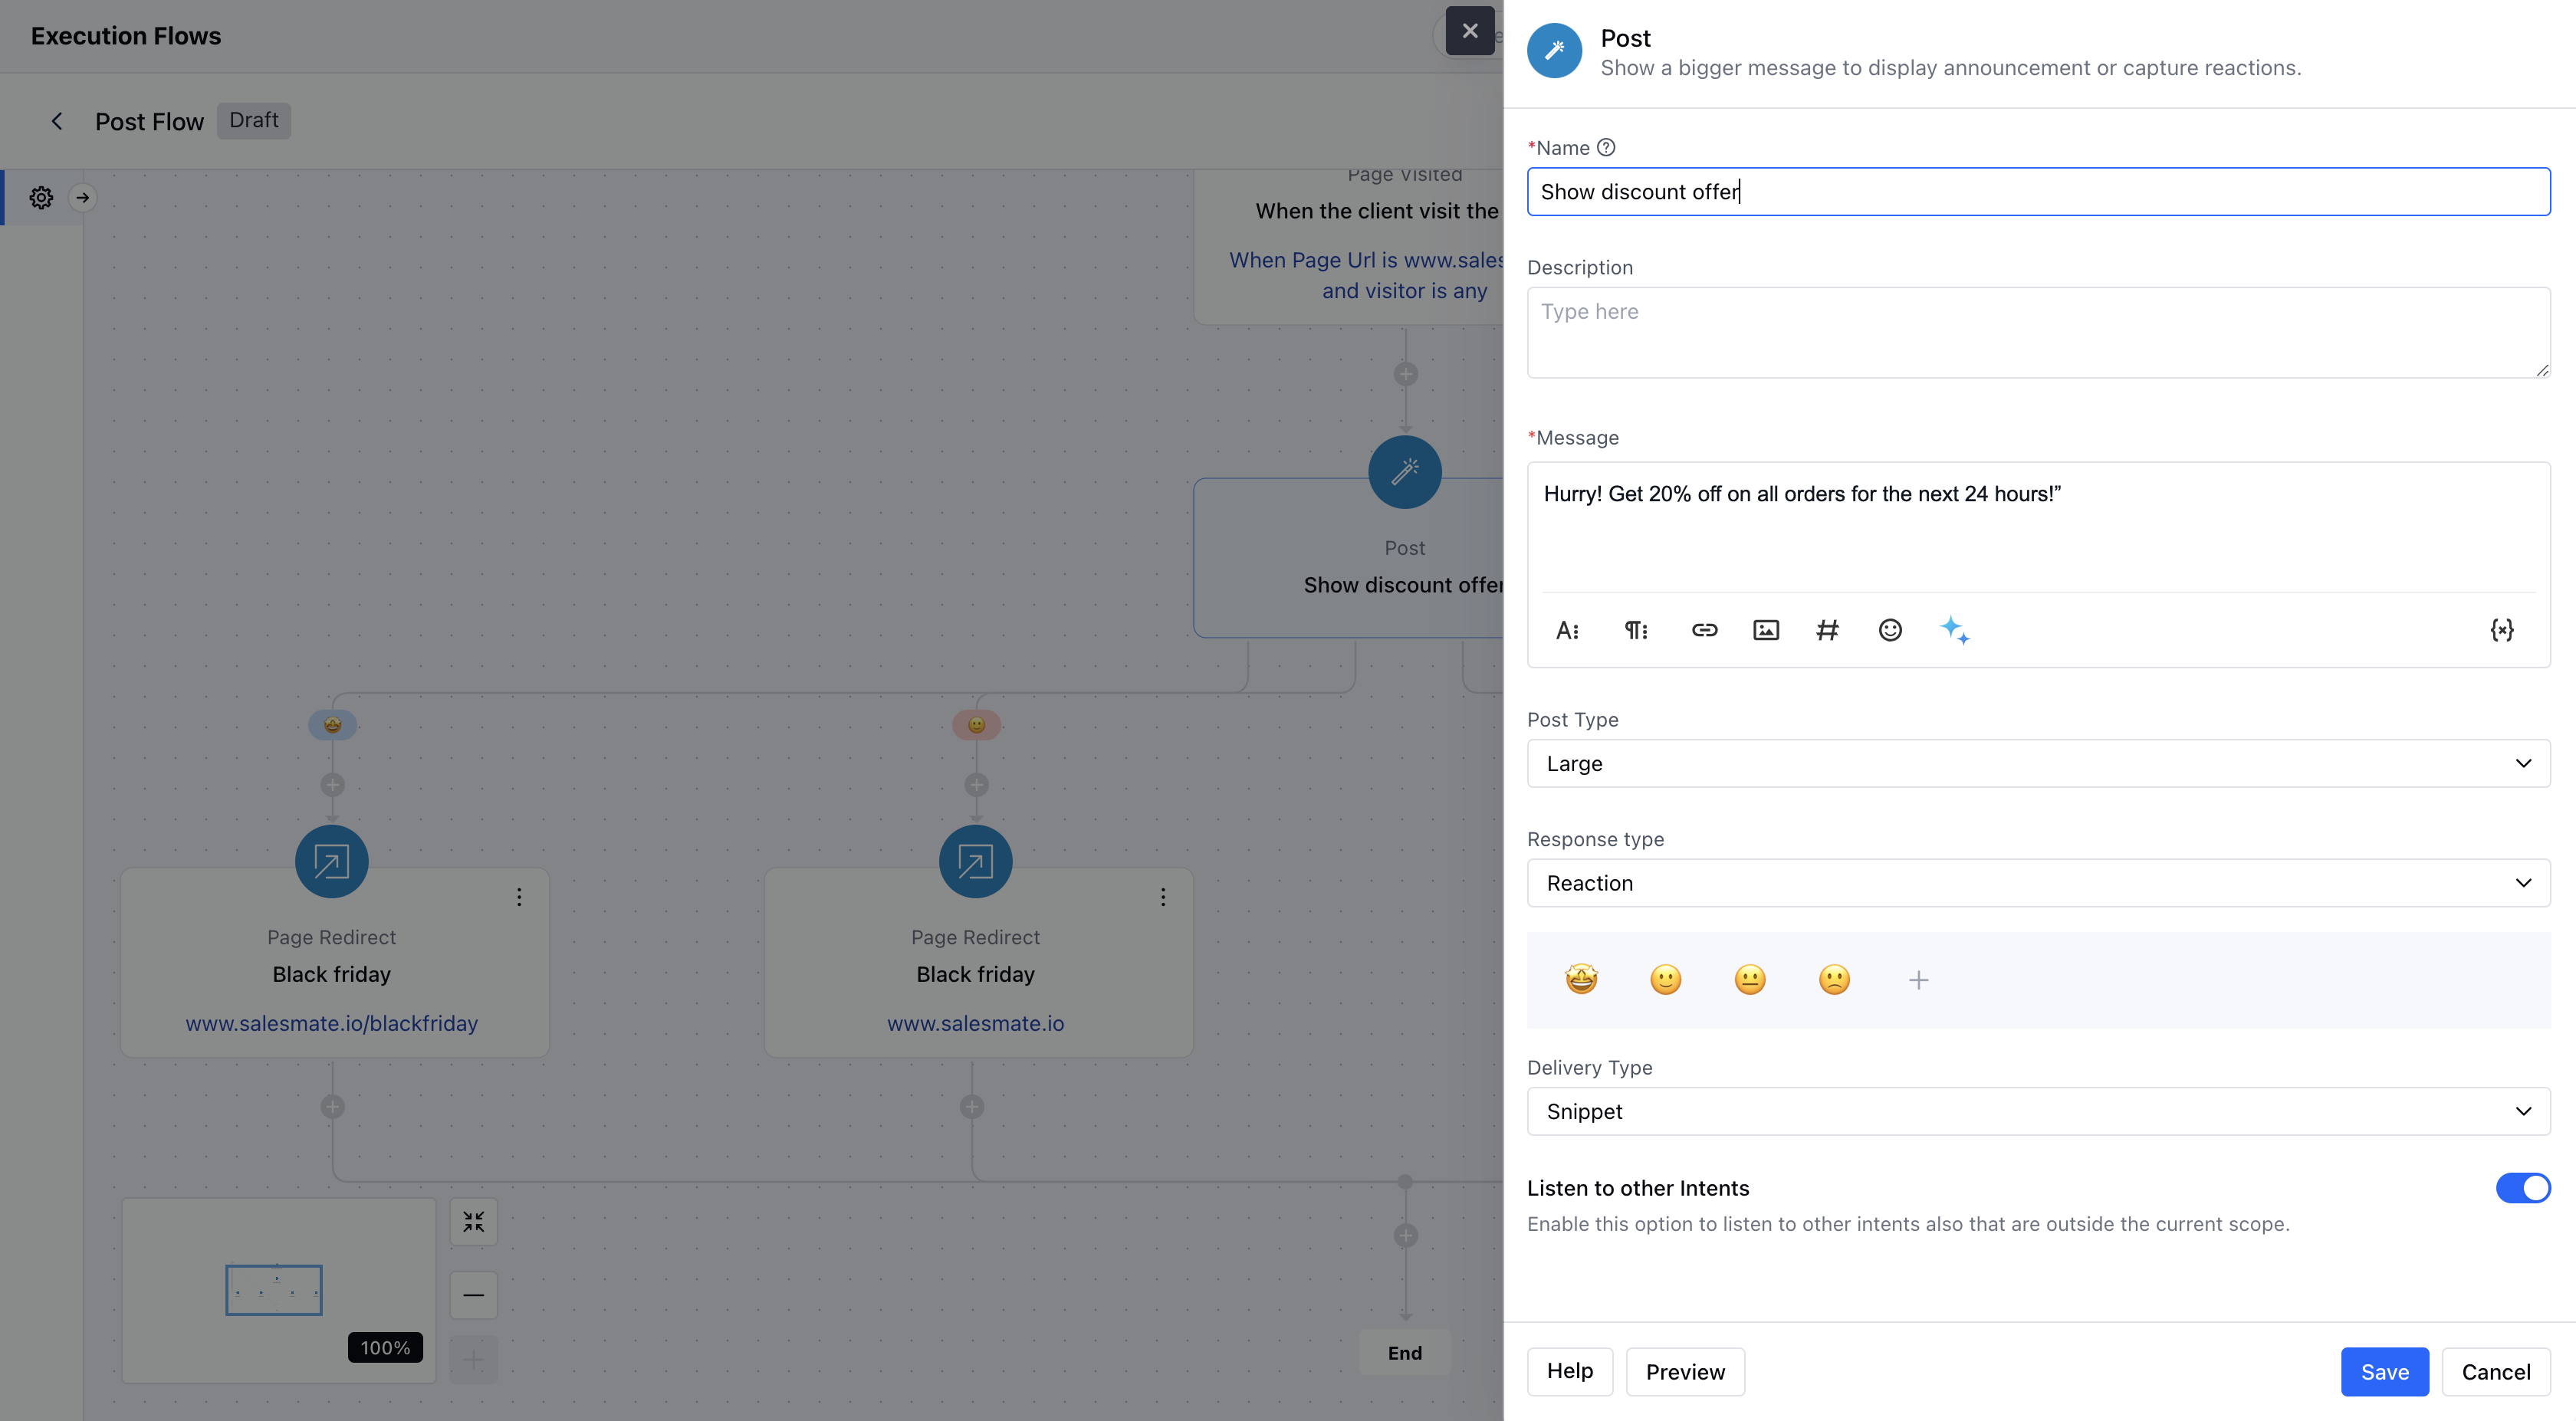 Execution Flows
Post Flow
Draft
Page Visited
When the client visit the
When Page Url is www.sales
and visitor is any
Post
Show discount offer
Page Redirect
Black friday
www.salesmate.io/blackfriday
Page Redirect
Black friday
www.salesmate.io
100%
End
Post
Show a bigger message to display announcement or capture reactions.
*Name
Show discount offer
Description
Type here
*Message
Hurry! Get 20% off on all orders for the next 24 hours!”
Post Type
Large
Response type
Reaction
Delivery Type
Snippet
Listen to other Intents
Enable this option to listen to other intents also that are outside the current scope.
Help
Preview
Save
Cancel